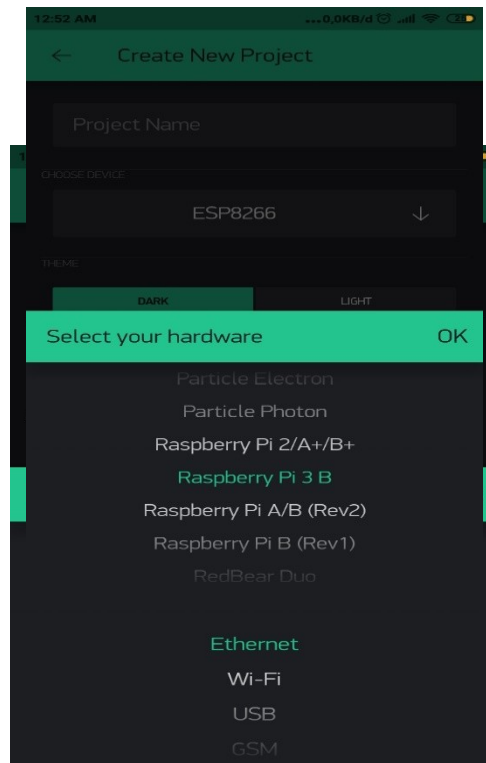 12:52 AM ...0,0KB/d
← Create New Project
Project Name
CHOOSE DEVICE
ESP8266 ↓
THEME
DARK LIGHT
Select your hardware OK
Particle Electron
Particle Photon
Raspberry Pi 2/A+/B+
Raspberry Pi 3 B
Raspberry Pi A/B (Rev2)
Raspberry Pi B (Rev1)
RedBear Duo
Ethernet
Wi-Fi
USB
GSM